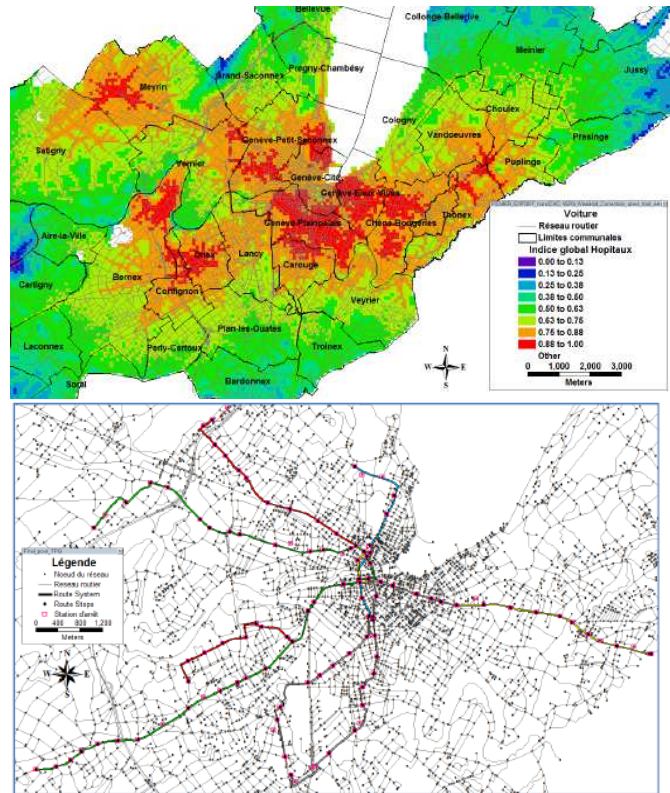 Bellevue
Collonge-Bellerive
Pregny-Chambésy
Grand-Saconnex
Meinier
Jussy
Meyrin
Cologny
Choulex
Satigny
Genève-Petit-Saconnex
Vandoeuvres
Presinge
Vernier
Puplinge
Genève-Cité
Genève-Eaux-Vives
Thônex
Aire-la-Ville
Genève-Plainpalais
Chêne-Bougeries
Onex
Lancy
Bernex
Carouge
Cartigny
Confignon
Veyrier
Plan-les-Ouates
Troinex
Laconnex
Perly-Certoux
Soral
Bardonnex
Voiture
Réseau routier
Limites communales
Indice global Hopitaux
0.00 to 0.13
0.13 to 0.25
0.25 to 0.38
0.38 to 0.50
0.50 to 0.63
0.63 to 0.75
0.75 to 0.88
0.88 to 1.00
Other
0 1,000 2,000 3,000
Meters
N
W E
S
Légende
Noeud du réseau
Réseau routier
Route System
Route Stops
Station d'arrêt
0 400 800 1,200
Meters
N
W E
S